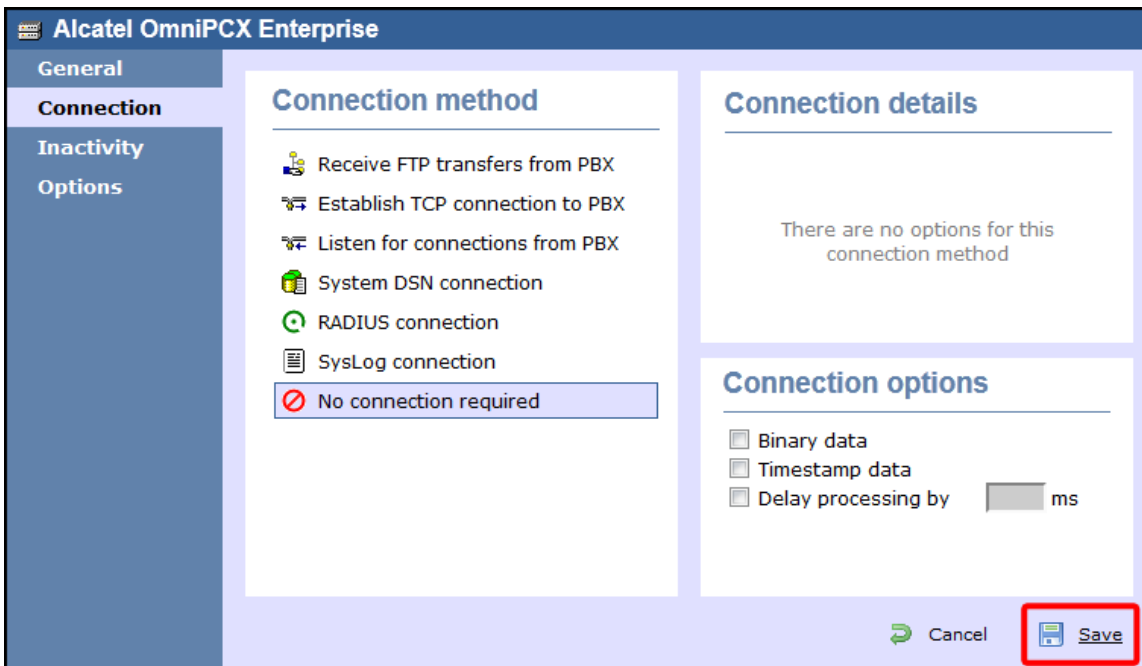 Alcatel OmniPCX Enterprise
General
Connection
Inactivity
Options
Connection method
Receive FTP transfers from PBX
Establish TCP connection to PBX
Listen for connections from PBX
System DSN connection
RADIUS connection
SysLog connection
No connection required
Connection details
There are no options for this
connection method
Connection options
Binary data
Timestamp data
Delay processing by ms
Cancel
Save